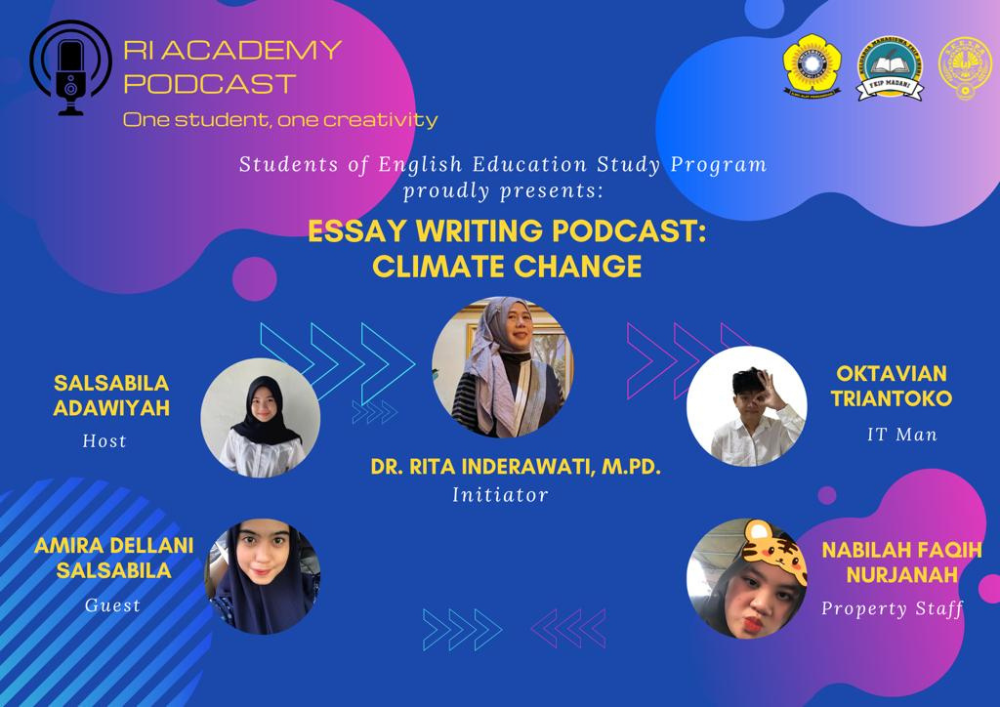 RI ACADEMY
PODCAST
One student, one creativity
FKIP MADANI
Students of English Education Study Program
proudly presents:
ESSAY WRITING PODCAST:
CLIMATE CHANGE
SALSABILA
ADAWIYAH
Host
OKTAVIAN
TRIANTOKO
IT Man
DR. RITA INDERAWATI, M.PD.
Initiator
AMIRA DELLANI
SALSABILA
Guest
NABILAH FAQIH
NURJANAH
Property Staff